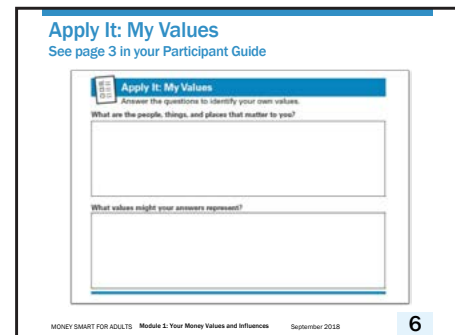 Apply It: My Values
See page 3 in your Participant Guide
Apply It: My Values
Answer the questions to identify your own values.
What are the people, things, and places that matter to you?
What values might your answers represent?
MONEY SMART FOR ADULTS Module 1: Your Money Values and Influences September 2018 6